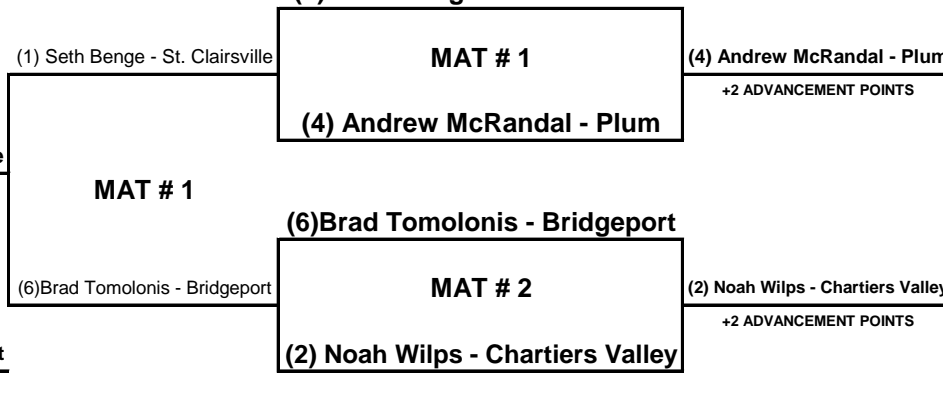 (1) Seth Benge - St. Clairsville
MAT # 1
(4) Andrew McRandal - Plum
+2 ADVANCEMENT POINTS
(4) Andrew McRandal - Plum
MAT # 1
(6)Brad Tomolonis - Bridgeport
(6)Brad Tomolonis - Bridgeport
MAT # 2
(2) Noah Wilps - Chartiers Valley
+2 ADVANCEMENT POINTS
(2) Noah Wilps - Chartiers Valley